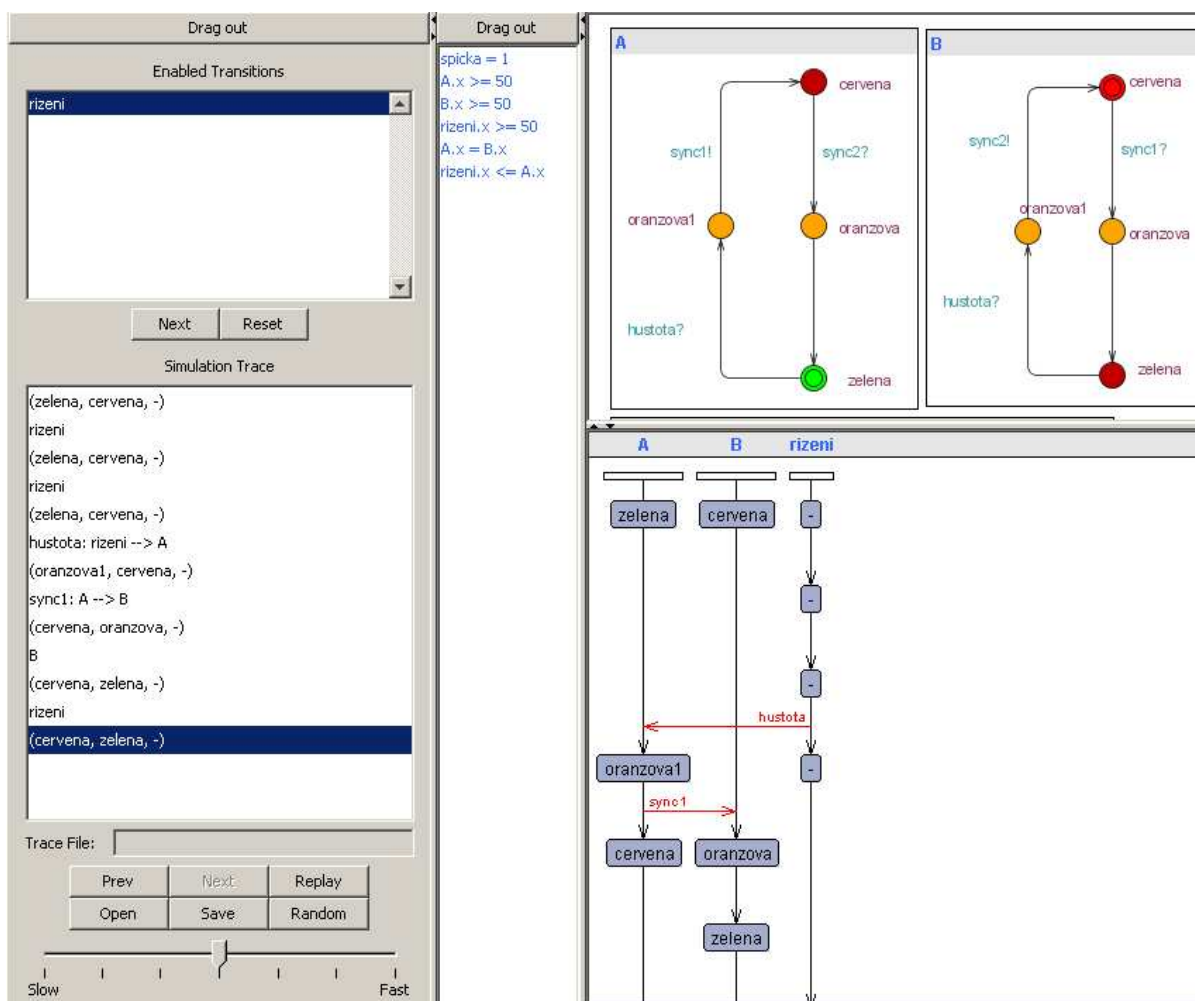 Drag out
Enabled Transitions
rizeni
Next
Reset
Simulation Trace
(zelena, cervena, -)
rizeni
(zelena, cervena, -)
rizeni
(zelena, cervena, -)
hustota: rizeni --> A
(oranzova1, cervena, -)
sync1: A --> B
(cervena, oranzova, -)
B
(cervena, zelena, -)
rizeni
(cervena, zelena, -)
Trace File:
Prev
Next
Replay
Open
Save
Random
Slow
Fast
Drag out
spicka = 1
A.x >= 50
B.x >= 50
rizeni.x >= 50
A.x = B.x
rizeni.x <= A.x
A
cervena
sync1!
sync2?
oranzova1
oranzova
hustota?
zelena
B
cervena
sync2!
sync1?
oranzova1
oranzova
hustota?
zelena
A
B
rizeni
zelena
cervena
-
-
-
hustota
oranzova1
-
sync1
cervena
oranzova
zelena